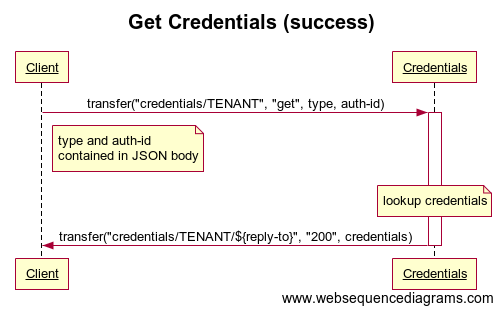 Get Credentials (success)
Client
Credentials
transfer("credentials/TENANT", "get", type, auth-id)
type and auth-id
contained in JSON body
lookup credentials
transfer("credentials/TENANT/${reply-to}", "200", credentials)
Client
Credentials
www.websequencediagrams.com